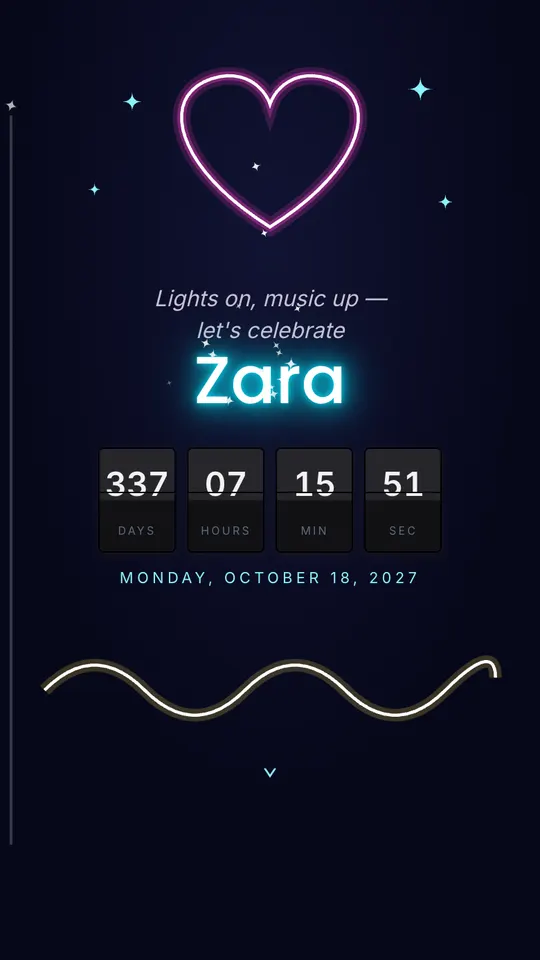 Lights on, music up —
let's celebrate
Zara
337 07 15 51
DAYS HOURS MIN SEC
MONDAY, OCTOBER 18, 2027